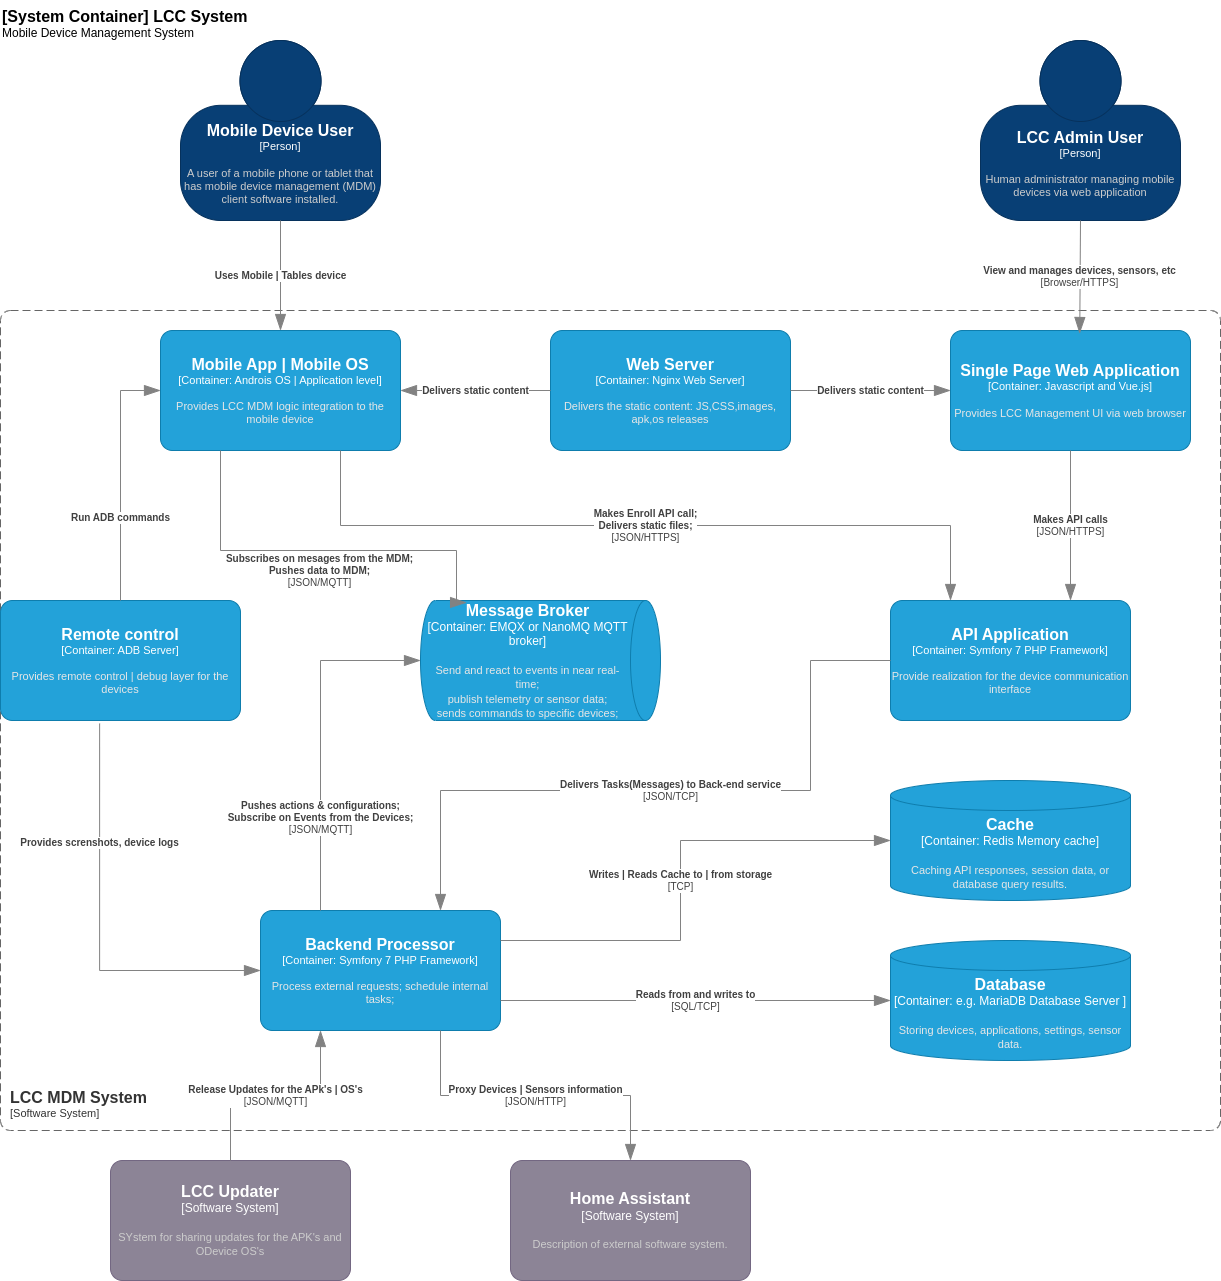 [System Container] LCC System
Mobile Device Management System
Mobile Device User
[Person]
A user of a mobile phone or tablet that
has mobile device management (MDM)
client software installed.
LCC Admin User
[Person]
Human administrator managing mobile
devices via web application
Uses Mobile | Tables device
View and manages devices, sensors, etc
[Browser/HTTPS]
Mobile App | Mobile OS
[Container: Androis OS | Application level]
Provides LCC MDM logic integration to the
mobile device
Delivers static content
Web Server
[Container: Nginx Web Server]
Delivers the static content: JS,CSS,images,
apk,os releases
Delivers static content
Single Page Web Application
[Container: Javascript and Vue.js]
Provides LCC Management UI via web browser
Run ADB commands
Makes Enroll API call;
Delivers static files;
[JSON/HTTPS]
Makes API calls
[JSON/HTTPS]
Subscribes on mesages from the MDM;
Pushes data to MDM;
[JSON/MQTT]
Remote control
[Container: ADB Server]
Provides remote control | debug layer for the
devices
Message Broker
[Container: EMQX or NanoMQ MQTT
broker]
Send and react to events in near real-
time;
publish telemetry or sensor data;
sends commands to specific devices;
API Application
[Container: Symfony 7 PHP Framework]
Provide realization for the device communication
interface
Delivers Tasks(Messages) to Back-end service
[JSON/TCP]
Pushes actions & configurations;
Subscribe on Events from the Devices;
[JSON/MQTT]
Provides screnshots, device logs
Cache
[Container: Redis Memory cache]
Caching API responses, session data, or
database query results.
Writes | Reads Cache to | from storage
[TCP]
Backend Processor
[Container: Symfony 7 PHP Framework]
Process external requests; schedule internal
tasks;
Reads from and writes to
[SQL/TCP]
Database
[Container: e.g. MariaDB Database Server ]
Storing devices, applications, settings, sensor
data.
Release Updates for the APk's | OS's
[JSON/MQTT]
Proxy Devices | Sensors information
[JSON/HTTP]
LCC MDM System
[Software System]
LCC Updater
[Software System]
SYstem for sharing updates for the APK's and
ODevice OS's
Home Assistant
[Software System]
Description of external software system.